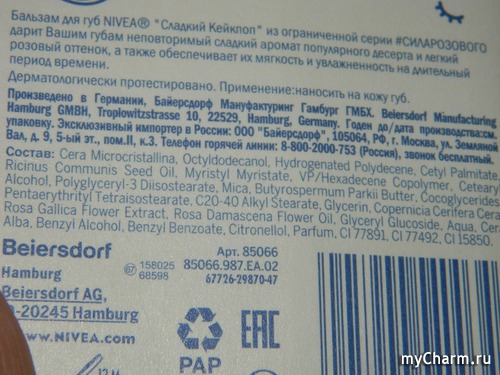 Бальзам для губ NIVEA® "Сладкий Кейкпоп" из ограниченной серии #СИЛАРОЗОВОГО
дарит Вашим губам неповторимый сладкий аромат популярного десерта и легкий
розовый оттенок, а также обеспечивает их мягкость и увлажненность на длительный
период времени.
Дерматологически протестировано. Применение:наносить на кожу губ.
Произведено в Германии, Байерсдорф Мануфактуринг Гамбург ГМБХ. Beiersdorf Manufacturing
Hamburg GMBH, Troplowitzstrasse 10, 22529, Hamburg, Germany. Годен до/дата производства:см.
упаковку. Эксклюзивный импортер в России: ООО "Байерсдорф", 105064, РФ, г. Москва, ул. Земляной
Вал, д. 9, 5-ый эт., пом.II, к.3. Телефон горячей линии: 8-800-2000-753 (Россия), звонок бесплатный.
Состав: Cera Microcristallina, Octyldodecanol, Hydrogenated Polydecene, Cetyl Palmitate,
Ricinus Communis Seed Oil, Myristyl Myristate, VP/Hexadecene Copolymer, Cetearyl
Alcohol, Polyglyceryl-3 Diisostearate, Mica, Butyrospermum Parkii Butter, Cocoglycerides,
Pentaerythrityl Tetraisostearate, C20-40 Alkyl Stearate, Glycerin, Copernicia Cerifera Cera,
Rosa Gallica Flower Extract, Rosa Damascena Flower Oil, Glyceryl Glucoside, Aqua, Cera
Alba, Benzyl Alcohol, Benzyl Benzoate, Citronellol, Parfum, CI 77891, CI 77492, CI 15850
Beiersdorf
Арт. 85066
Hamburg
67 158025
68598
85066.987.EA.02
67726-29870-47
Beiersdorf AG,
D-20245 Hamburg
www.NIVEA.com
EAC
PAP
12 M
myCharm.ru